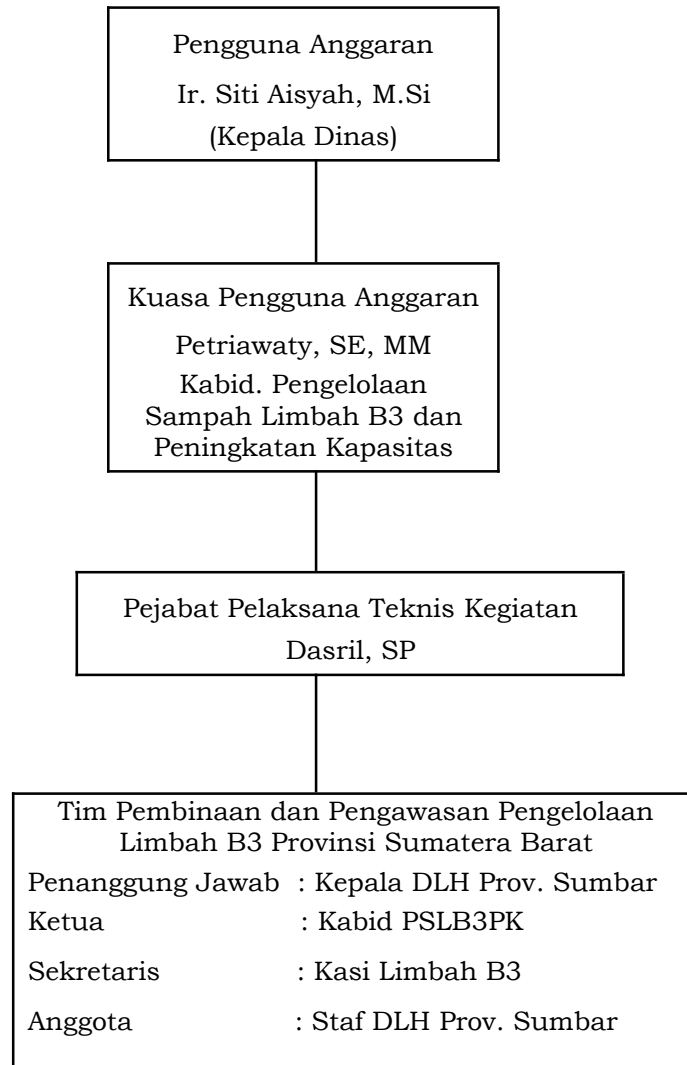 Pengguna Anggaran
Ir. Siti Aisyah, M.Si
(Kepala Dinas)
Kuasa Pengguna Anggaran
Petriawaty, SE, MM
Kabid. Pengelolaan
Sampah Limbah B3 dan
Peningkatan Kapasitas
Pejabat Pelaksana Teknis Kegiatan
Dasril, SP
Tim Pembinaan dan Pengawasan Pengelolaan
Limbah B3 Provinsi Sumatera Barat
Penanggung Jawab : Kepala DLH Prov. Sumbar
Ketua : Kabid PSLB3PK
Sekretaris : Kasi Limbah B3
Anggota : Staf DLH Prov. Sumbar